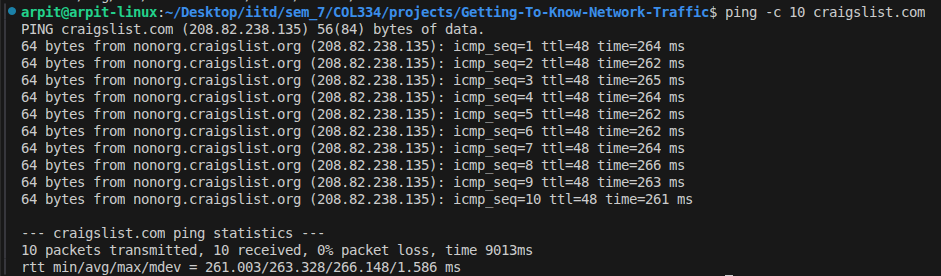 arpit@arpit-linux:~/Desktop/iitd/sem_7/COL334/projects/Getting-To-Know-Network-Traffic$ ping -c 10 craigslist.com
PING craigslist.com (208.82.238.135) 56(84) bytes of data.
64 bytes from nonorg.craigslist.org (208.82.238.135): icmp_seq=1 ttl=48 time=264 ms
64 bytes from nonorg.craigslist.org (208.82.238.135): icmp_seq=2 ttl=48 time=262 ms
64 bytes from nonorg.craigslist.org (208.82.238.135): icmp_seq=3 ttl=48 time=265 ms
64 bytes from nonorg.craigslist.org (208.82.238.135): icmp_seq=4 ttl=48 time=264 ms
64 bytes from nonorg.craigslist.org (208.82.238.135): icmp_seq=5 ttl=48 time=262 ms
64 bytes from nonorg.craigslist.org (208.82.238.135): icmp_seq=6 ttl=48 time=262 ms
64 bytes from nonorg.craigslist.org (208.82.238.135): icmp_seq=7 ttl=48 time=264 ms
64 bytes from nonorg.craigslist.org (208.82.238.135): icmp_seq=8 ttl=48 time=266 ms
64 bytes from nonorg.craigslist.org (208.82.238.135): icmp_seq=9 ttl=48 time=263 ms
64 bytes from nonorg.craigslist.org (208.82.238.135): icmp_seq=10 ttl=48 time=261 ms
--- craigslist.com ping statistics ---
10 packets transmitted, 10 received, 0% packet loss, time 9013ms
rtt min/avg/max/mdev = 261.003/263.328/266.148/1.586 ms